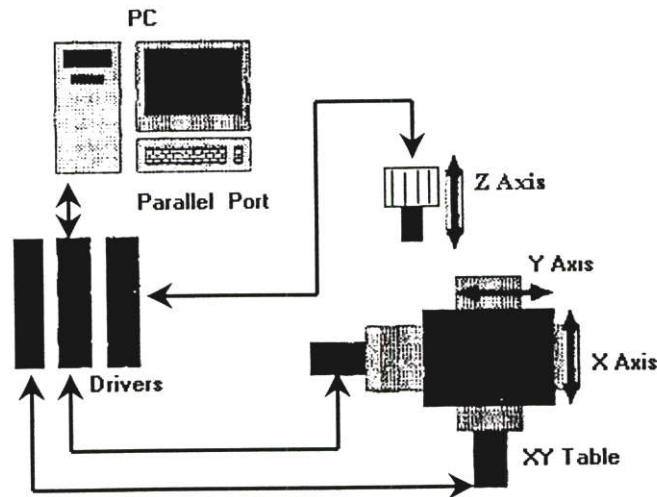 PC
Parallel Port
Z Axis
Y Axis
Drivers
X Axis
XY Table